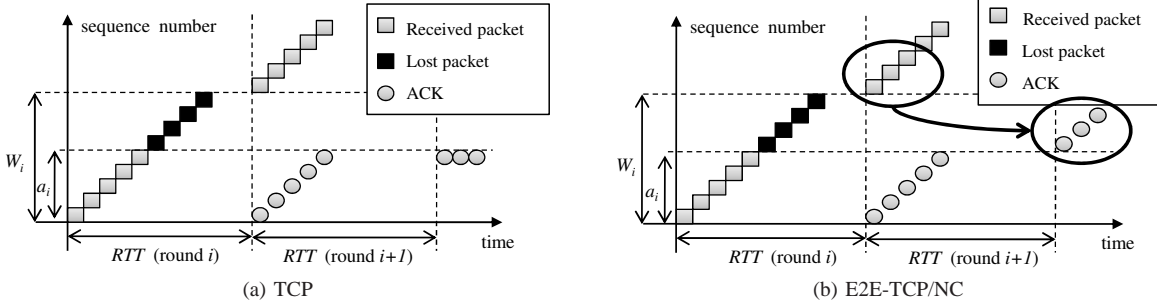 sequence number
Received packet
Lost packet
ACK
W_i
a_i
time
RTT (round i)
RTT (round i+1)
(a) TCP
sequence number
Received packet
Lost packet
ACK
W_i
a_i
time
RTT (round i)
RTT (round i+1)
(b) E2E-TCP/NC